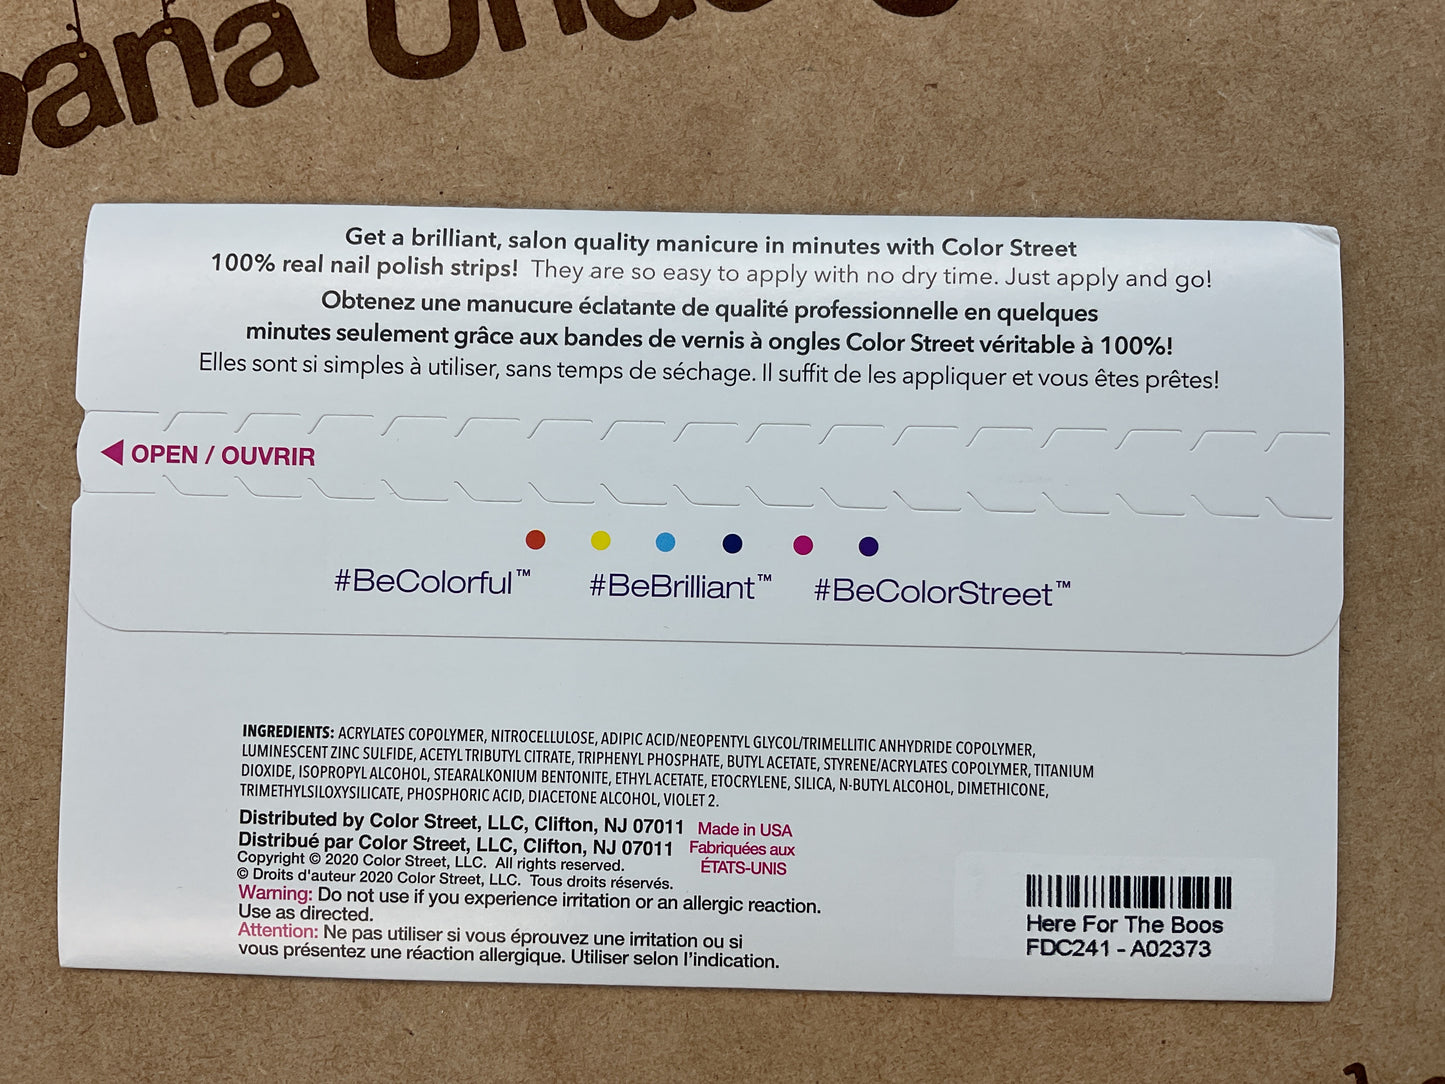 Get a brilliant, salon quality manicure in minutes with Color Street
100% real nail polish strips! They are so easy to apply with no dry time. Just apply and go!
Obtenez une manucure éclatante de qualité professionnelle en quelques
minutes seulement grâce aux bandes de vernis à ongles Color Street véritable à 100%!
Elles sont si simples à utiliser, sans temps de séchage. Il suffit de les appliquer et vous êtes prêtes!
OPEN / OUVRIR
#BeColorful™ #BeBrilliant™ #BeColorStreet™
INGREDIENTS: ACRYLATES COPOLYMER, NITROCELLULOSE, ADIPIC ACID/NEOPENTYL GLYCOL/TRIMELLITIC ANHYDRIDE COPOLYMER,
LUMINESCENT ZINC SULFIDE, ACETYL TRIBUTYL CITRATE, TRIPHENYL PHOSPHATE, BUTYL ACETATE, STYRENE/ACRYLATES COPOLYMER, TITANIUM
DIOXIDE, ISOPROPYL ALCOHOL, STEARALKONIUM BENTONITE, ETHYL ACETATE, ETOCRYLENE, SILICA, N-BUTYL ALCOHOL, DIMETHICONE,
TRIMETHYLSILOXYSILICATE, PHOSPHORIC ACID, DIACETONE ALCOHOL, VIOLET 2.
Distributed by Color Street, LLC, Clifton, NJ 07011 Made in USA
Distribué par Color Street, LLC, Clifton, NJ 07011 Fabriquées aux
ÉTATS-UNIS
Copyright © 2020 Color Street, LLC. All rights reserved.
© Droits d'auteur 2020 Color Street, LLC. Tous droits réservés.
Warning: Do not use if you experience irritation or an allergic reaction.
Use as directed.
Attention: Ne pas utiliser si vous éprouvez une irritation ou si
vous présentez une réaction allergique. Utiliser selon l'indication.
Here For The Boos
FDC241 - A02373